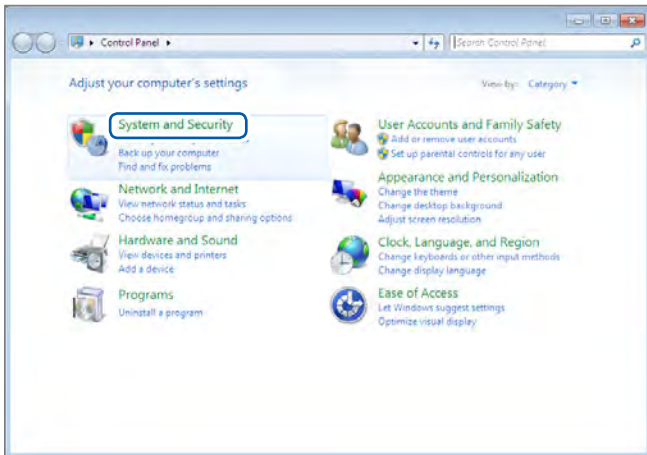 Control Panel
Search Control Panel
Adjust your computer's settings
View by: Category
System and Security
Back up your computer
Find and fix problems
Network and Internet
View network status and tasks
Choose homegroup and sharing options
Hardware and Sound
View devices and printers
Add a device
Programs
Uninstall a program
User Accounts and Family Safety
Add or remove user accounts
Set up parental controls for any user
Appearance and Personalization
Change the theme
Change desktop background
Adjust screen resolution
Clock, Language, and Region
Change keyboards or other input methods
Change display language
Ease of Access
Let Windows suggest settings
Optimize visual display